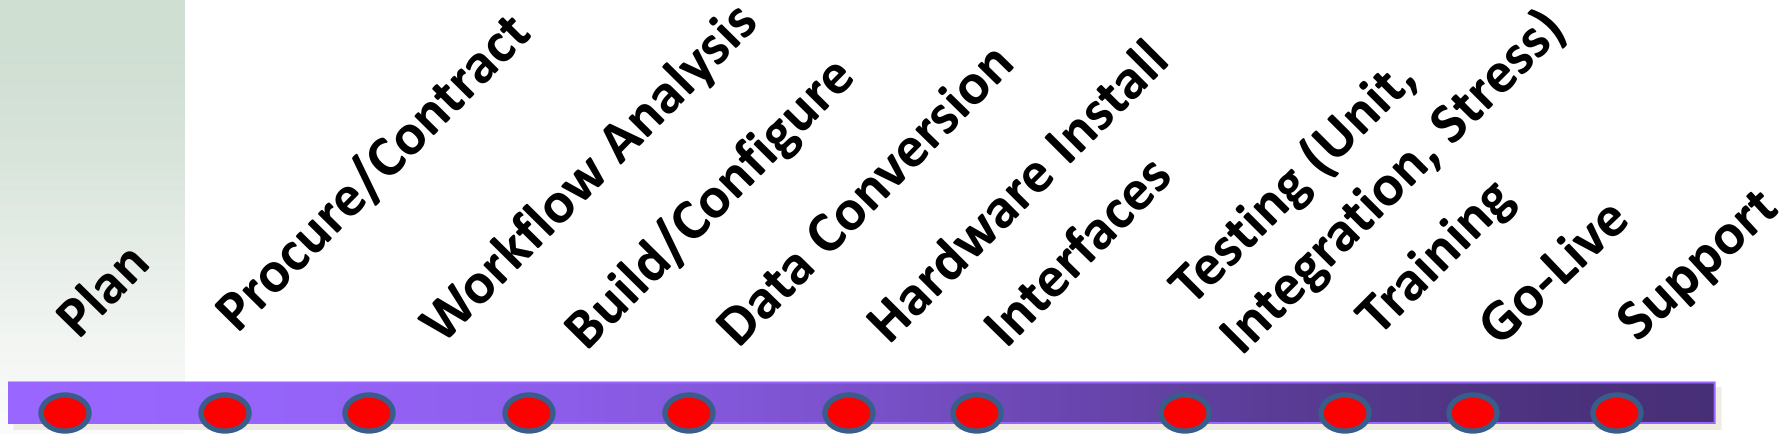 Plan
Procure/Contract
Workflow Analysis
Build/Configure
Data Conversion
Hardware Install
Interfaces
Testing (Unit,
Integration, Stress)
Training
Go-Live
Support